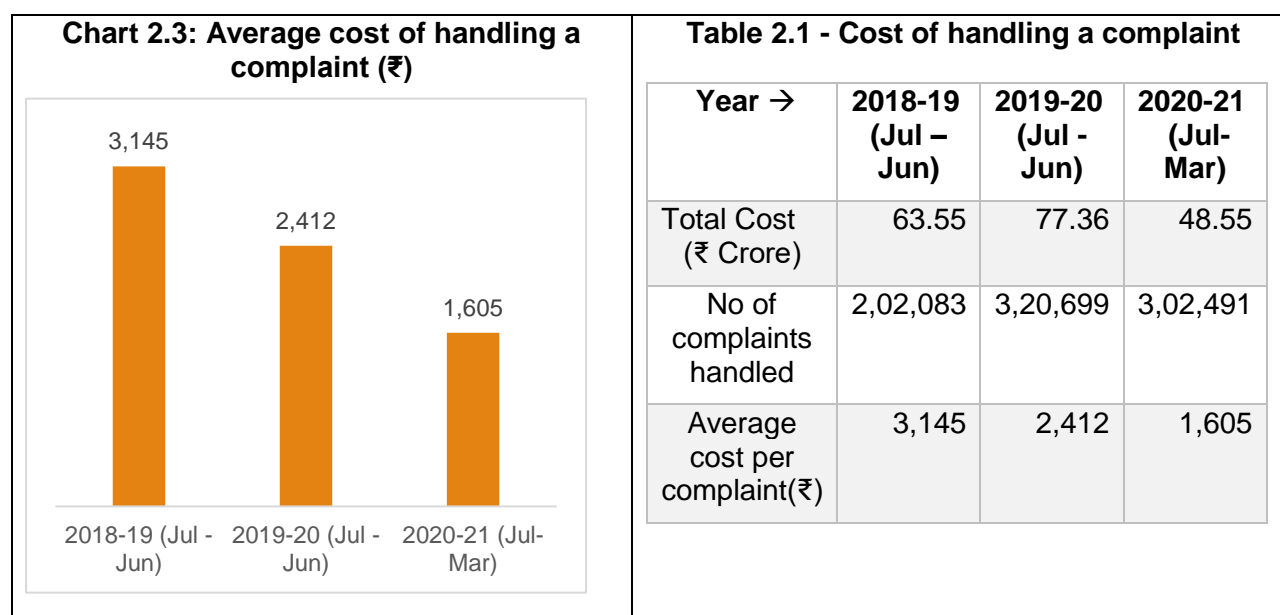 Chart 2.3: Average cost of handling a
complaint (₹)
3,145
2,412
1,605
2018-19 (Jul -
Jun)
2019-20 (Jul -
Jun)
2020-21 (Jul-
Mar)
Table 2.1 - Cost of handling a complaint
Year →
2018-19
(Jul –
Jun)
2019-20
(Jul -
Jun)
2020-21
(Jul-
Mar)
Total Cost
(₹ Crore)
63.55
77.36
48.55
No of
complaints
handled
2,02,083
3,20,699
3,02,491
Average
cost per
complaint(₹)
3,145
2,412
1,605